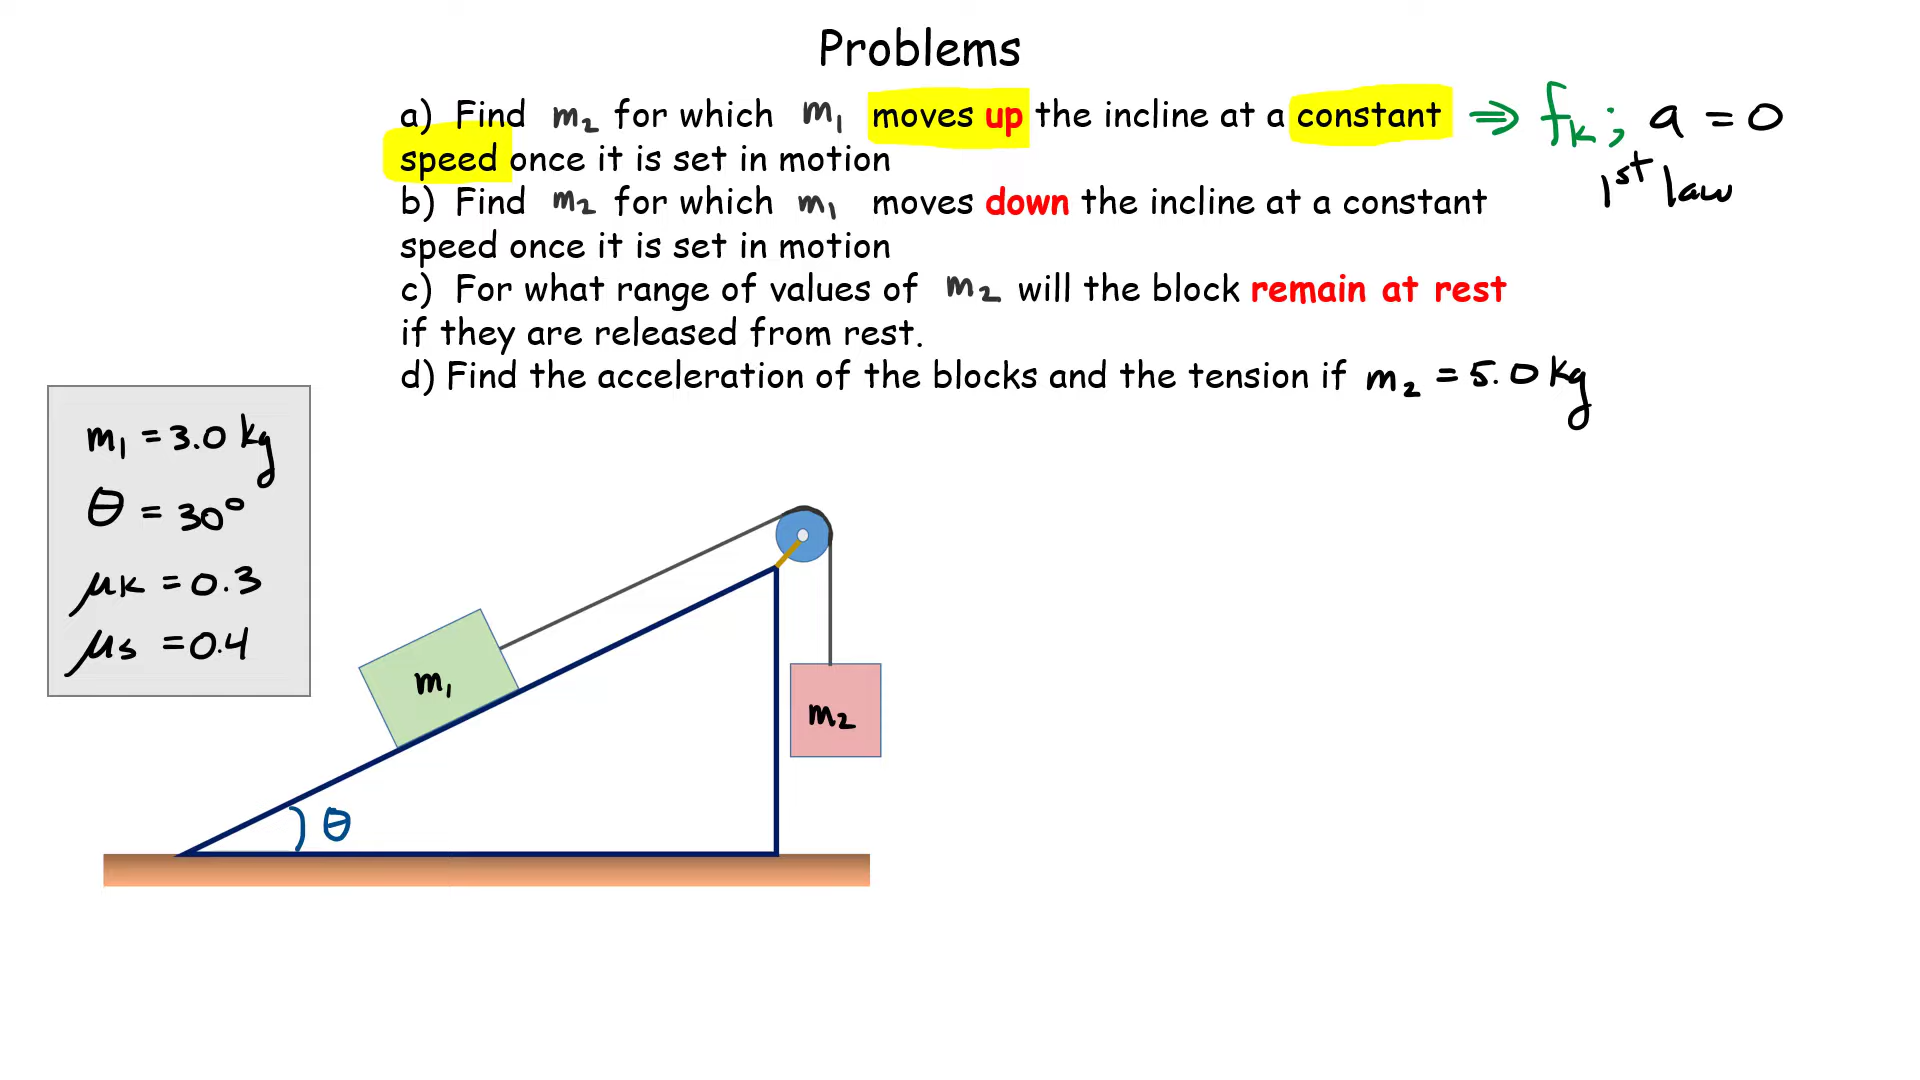 Problems
a) Find m₂ for which m₁ moves up the incline at a constant ⇒ fₖ; a = 0
speed once it is set in motion
1st law
b) Find m₂ for which m₁ moves down the incline at a constant
speed once it is set in motion
c) For what range of values of m₂ will the block remain at rest
if they are released from rest.
d) Find the acceleration of the blocks and the tension if m₂ = 5.0 kg
m₁ = 3.0 kg
θ = 30°
μk = 0.3
μs = 0.4
m₁
m₂
θ